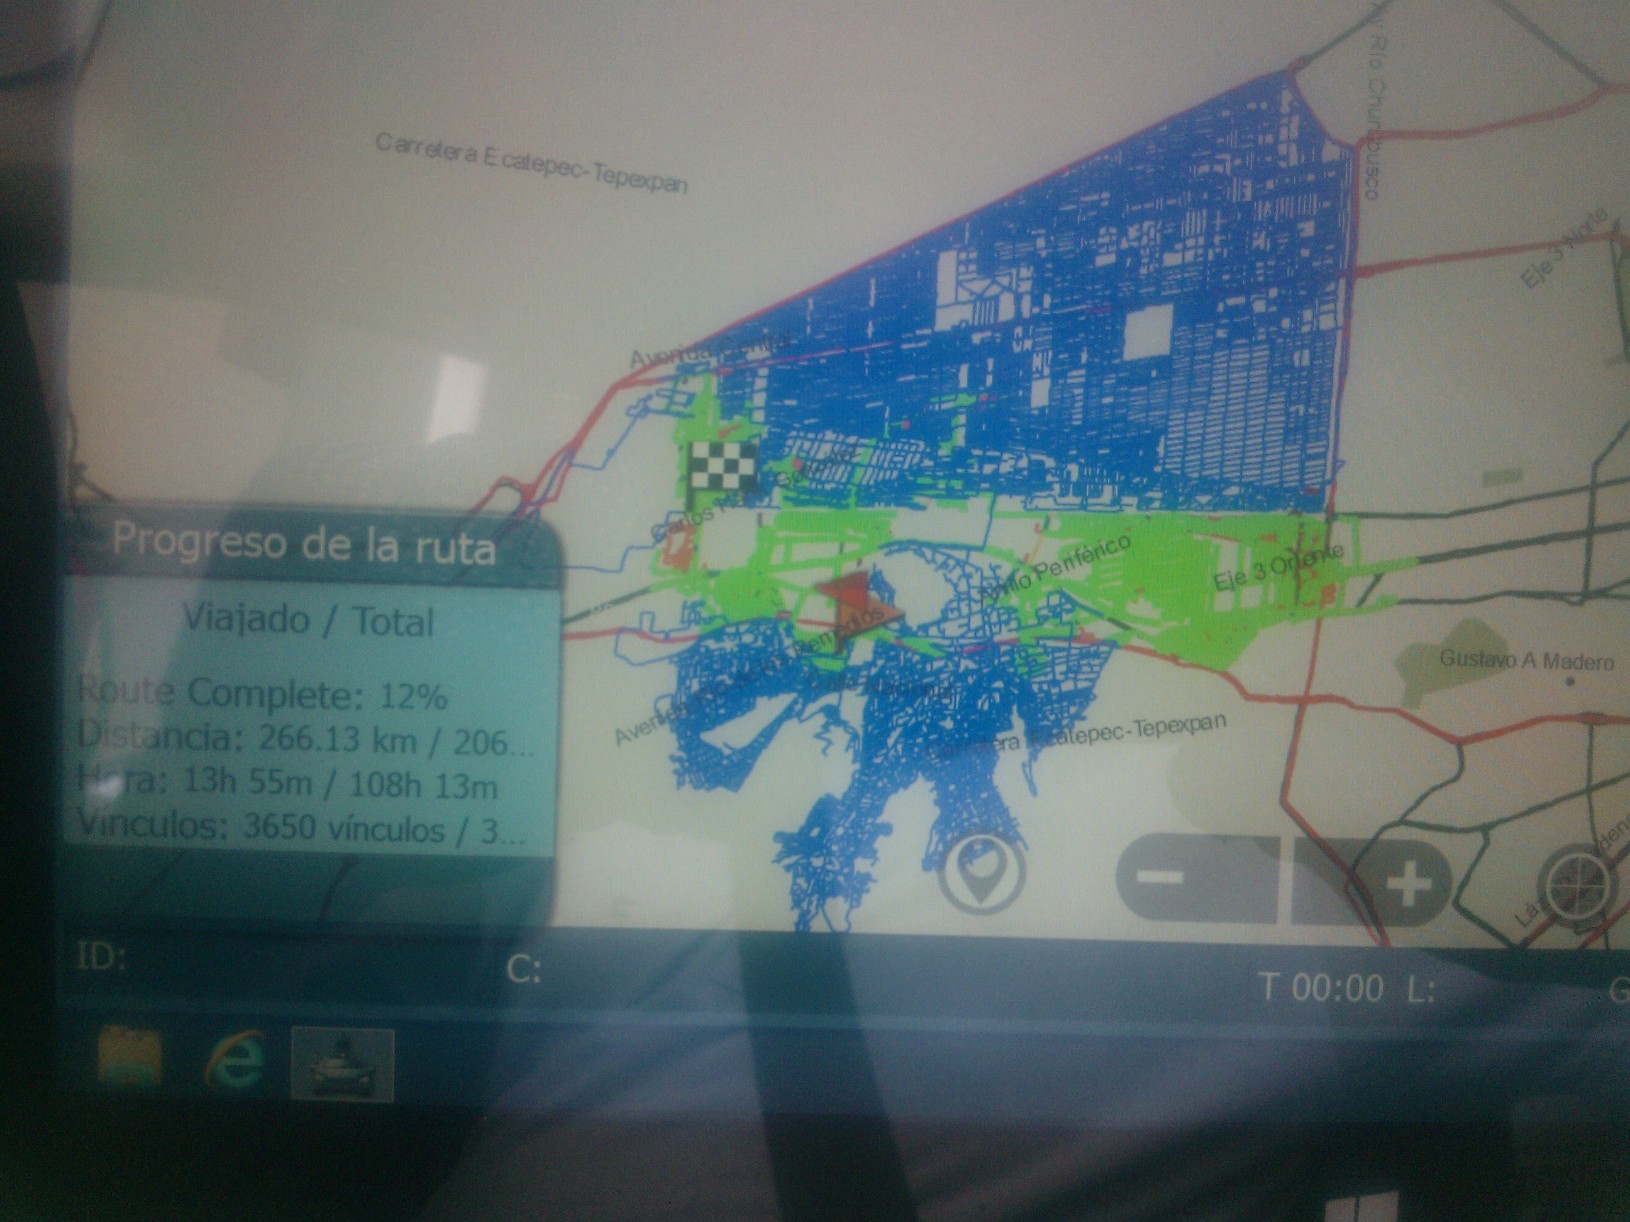 Carretera Ecatepec-Tepexpan
Río Churubusco
Eje 3 Norte
Avenida Central
Anillo Periférico
Eje 3 Oriente
Gustavo A Madero
Carretera Ecatepec-Tepexpan
Progreso de la ruta
Viajado / Total
Route Complete: 12%
Distancia: 266.13 km / 206...
Hora: 13h 55m / 108h 13m
Vínculos: 3650 vínculos / 3...
ID:
C:
T 00:00 L:
G